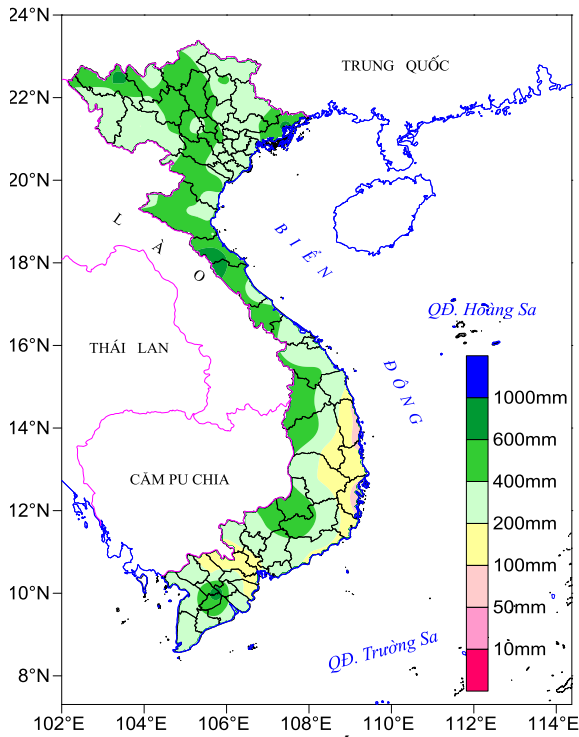 24°N
TRUNG QUỐC
22°N
20°N
LÀO
BIỂN
18°N
QĐ. Hoàng Sa
THÁI LAN
16°N
ĐÔNG
1000mm
14°N
600mm
CĂM PU CHIA
400mm
12°N
200mm
100mm
10°N
50mm
QĐ. Trường Sa
10mm
8°N
102°E 104°E 106°E 108°E 110°E 112°E 114°E